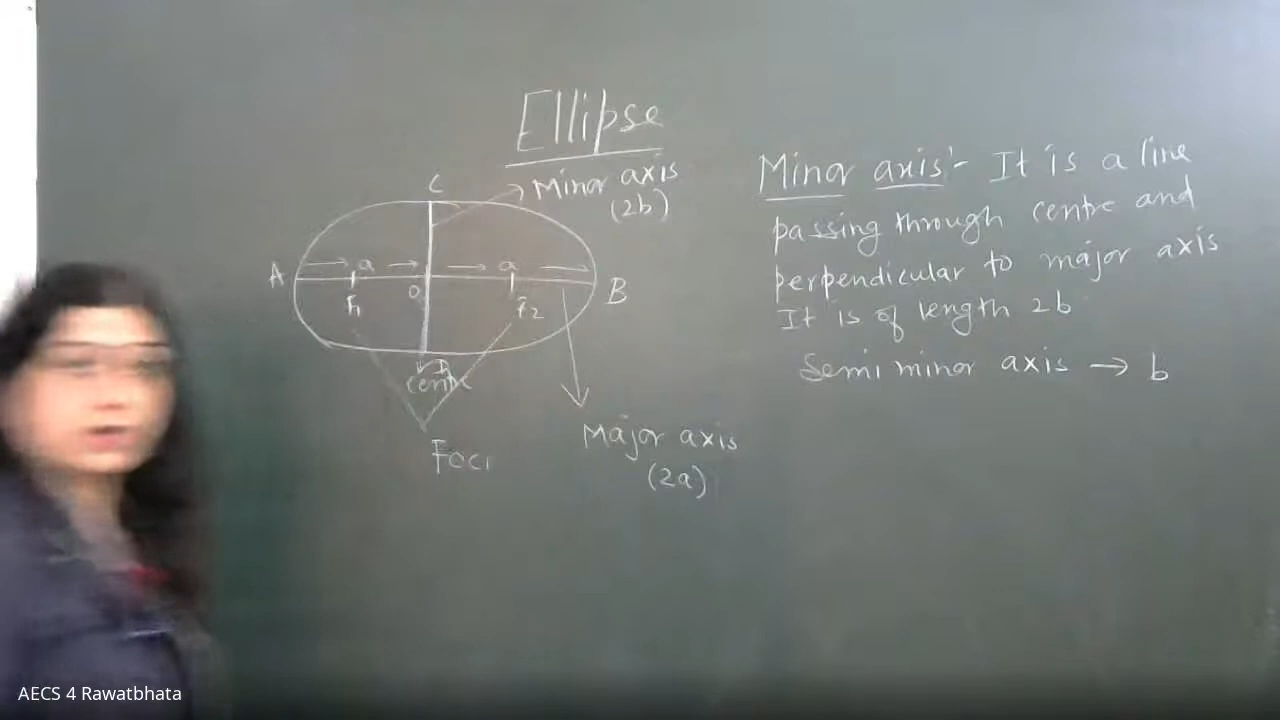 Ellipse
C
Minor axis
(2b)
A
a
a
B
F1
O
F2
D
centre
Foci
Major axis
(2a)
Minor axis:- It is a line
passing through centre and
perpendicular to major axis
It is of length 2b
Semi minor axis → b
AECS 4 Rawatbhata